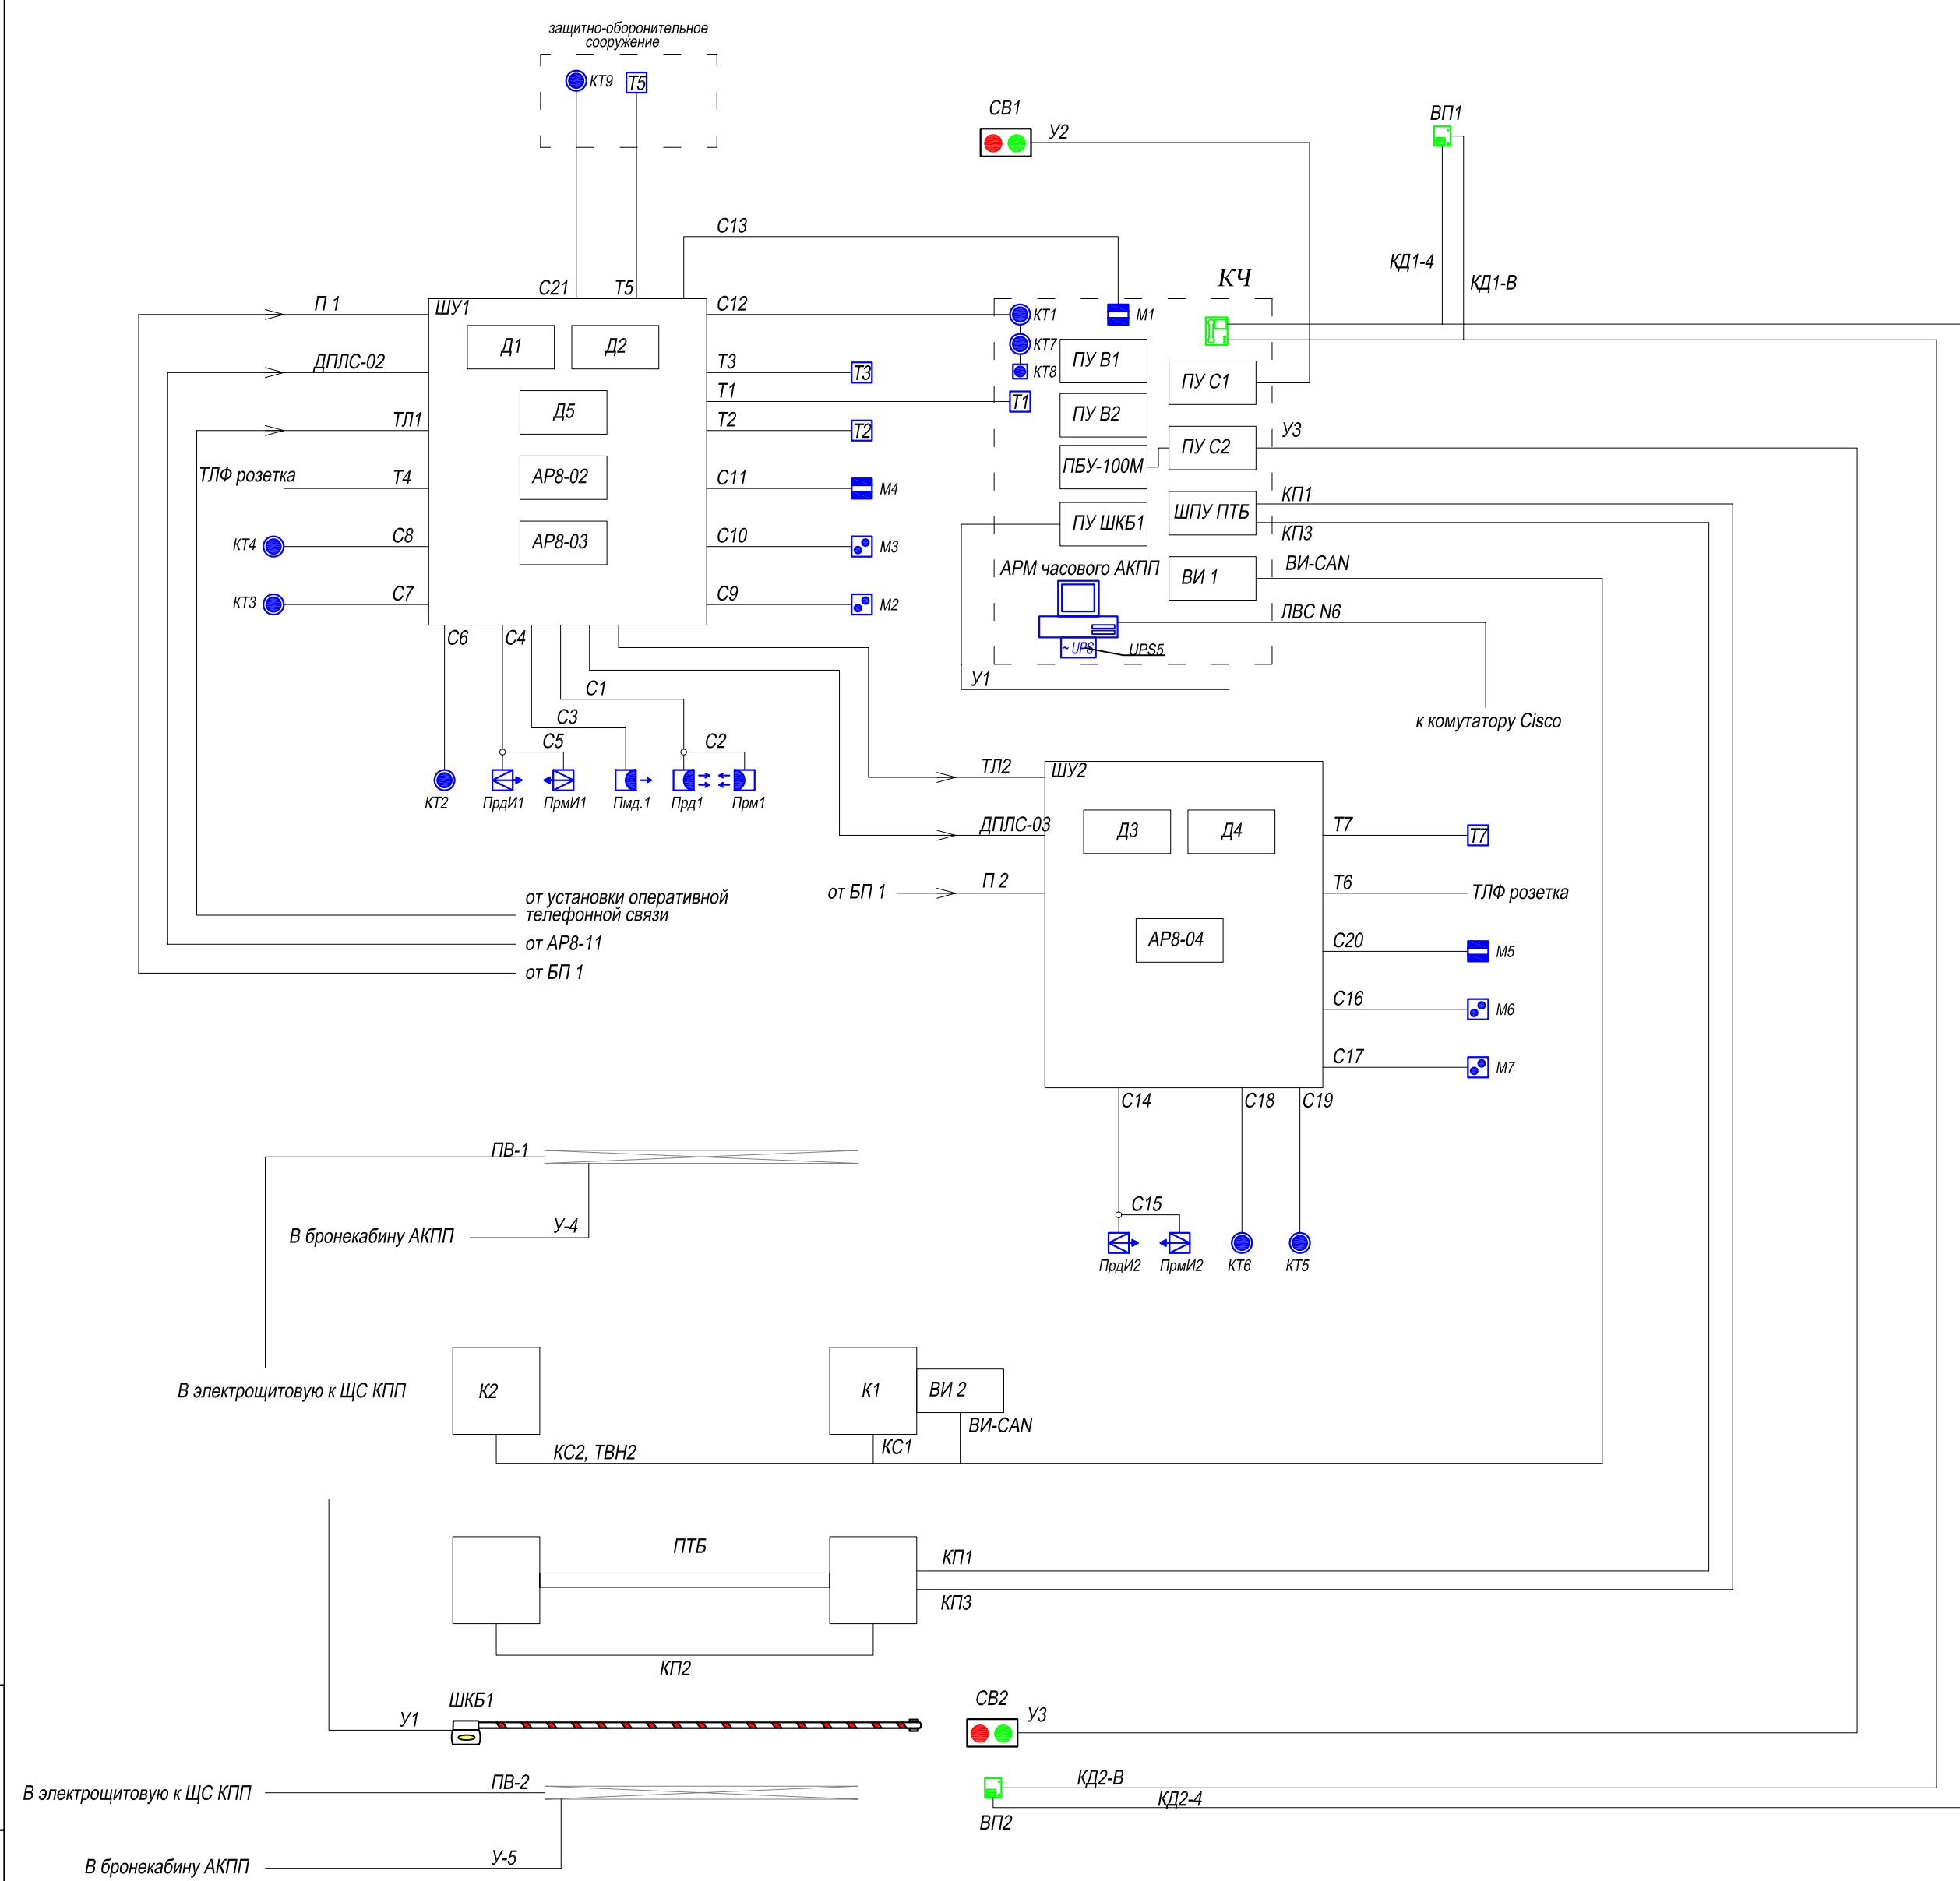 защитно-оборонительное
сооружение
КТ9
Т5
СВ1
У2
ВП1
С13
КД1-4
КД1-В
КЧ
С21
Т5
П 1
ШУ1
С12
КТ1
М1
Д1
Д2
КТ7
ПУ В1
ДПЛС-02
Т3
Т3
КТ8
ПУ С1
Т1
Т1
Д5
ПУ В2
ТЛ1
Т2
Т2
У3
ПУ С2
ПБУ-100М
ТЛФ розетка
Т4
АР8-02
С11
М4
КП1
ШПУ ПТБ
ПУ ШКБ1
КП3
КТ4
С8
АР8-03
С10
М3
ВИ-CAN
АРМ часового АКПП
ВИ 1
КТ3
С7
С9
М2
ЛВС N6
С6
С4
~ UPS
UPS5
У1
С1
С3
к комутатору Cisco
С5
С2
ТЛ2
ШУ2
КТ2
ПрдИ1
ПрмИ1
Пмд.1
Прд1
Прм1
ДПЛС-03
Д3
Д4
Т7
Т7
от БП 1
П 2
Т6
ТЛФ розетка
от установки оперативной
телефонной связи
АР8-04
от АР8-11
С20
М5
от БП 1
С16
М6
С17
М7
С14
С18
С19
ПВ-1
С15
В бронекабину АКПП
У-4
ПрдИ2
ПрмИ2
КТ6
КТ5
В электрощитовую к ЩС КПП
К2
К1
ВИ 2
ВИ-CAN
КС2, ТВН2
КС1
ПТБ
КП1
КП3
КП2
ШКБ1
СВ2
У1
У3
В электрощитовую к ЩС КПП
ПВ-2
КД2-В
КД2-4
ВП2
В бронекабину АКПП
У-5